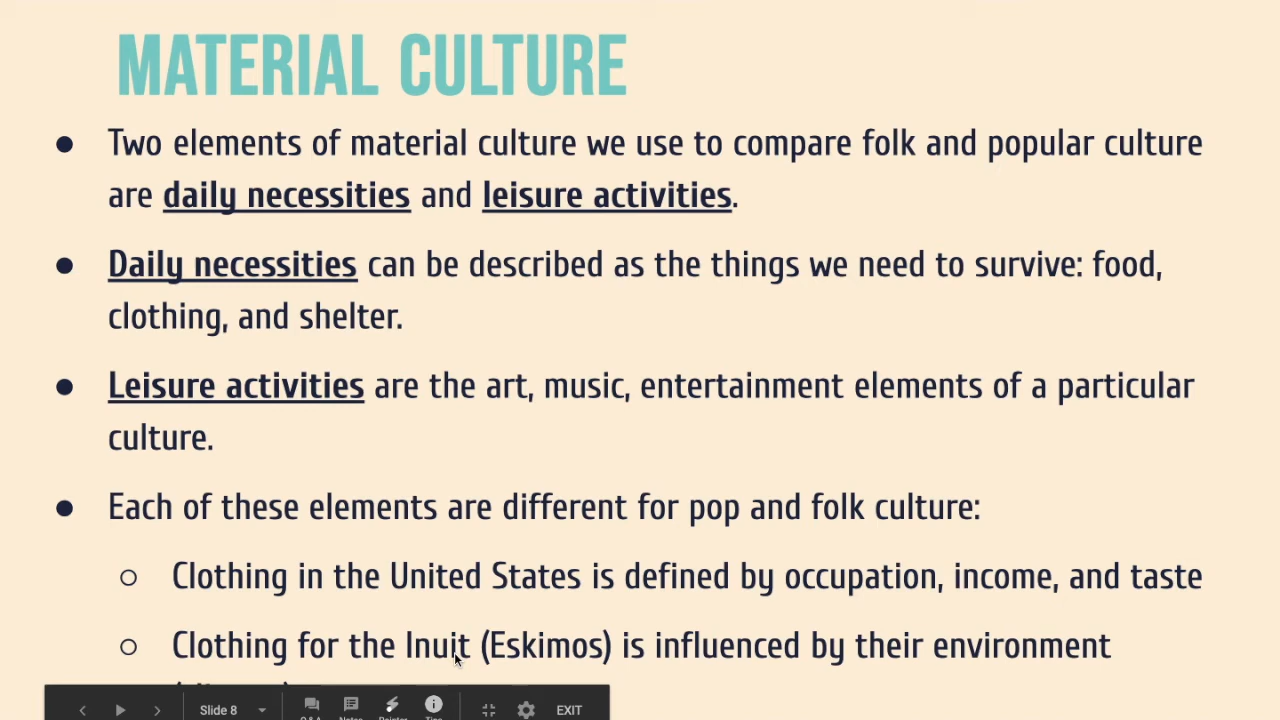 MATERIAL CULTURE
● Two elements of material culture we use to compare folk and popular culture
are daily necessities and leisure activities.
● Daily necessities can be described as the things we need to survive: food,
clothing, and shelter.
● Leisure activities are the art, music, entertainment elements of a particular
culture.
● Each of these elements are different for pop and folk culture:
○ Clothing in the United States is defined by occupation, income, and taste
○ Clothing for the Inuit (Eskimos) is influenced by their environment
Slide 8
EXIT